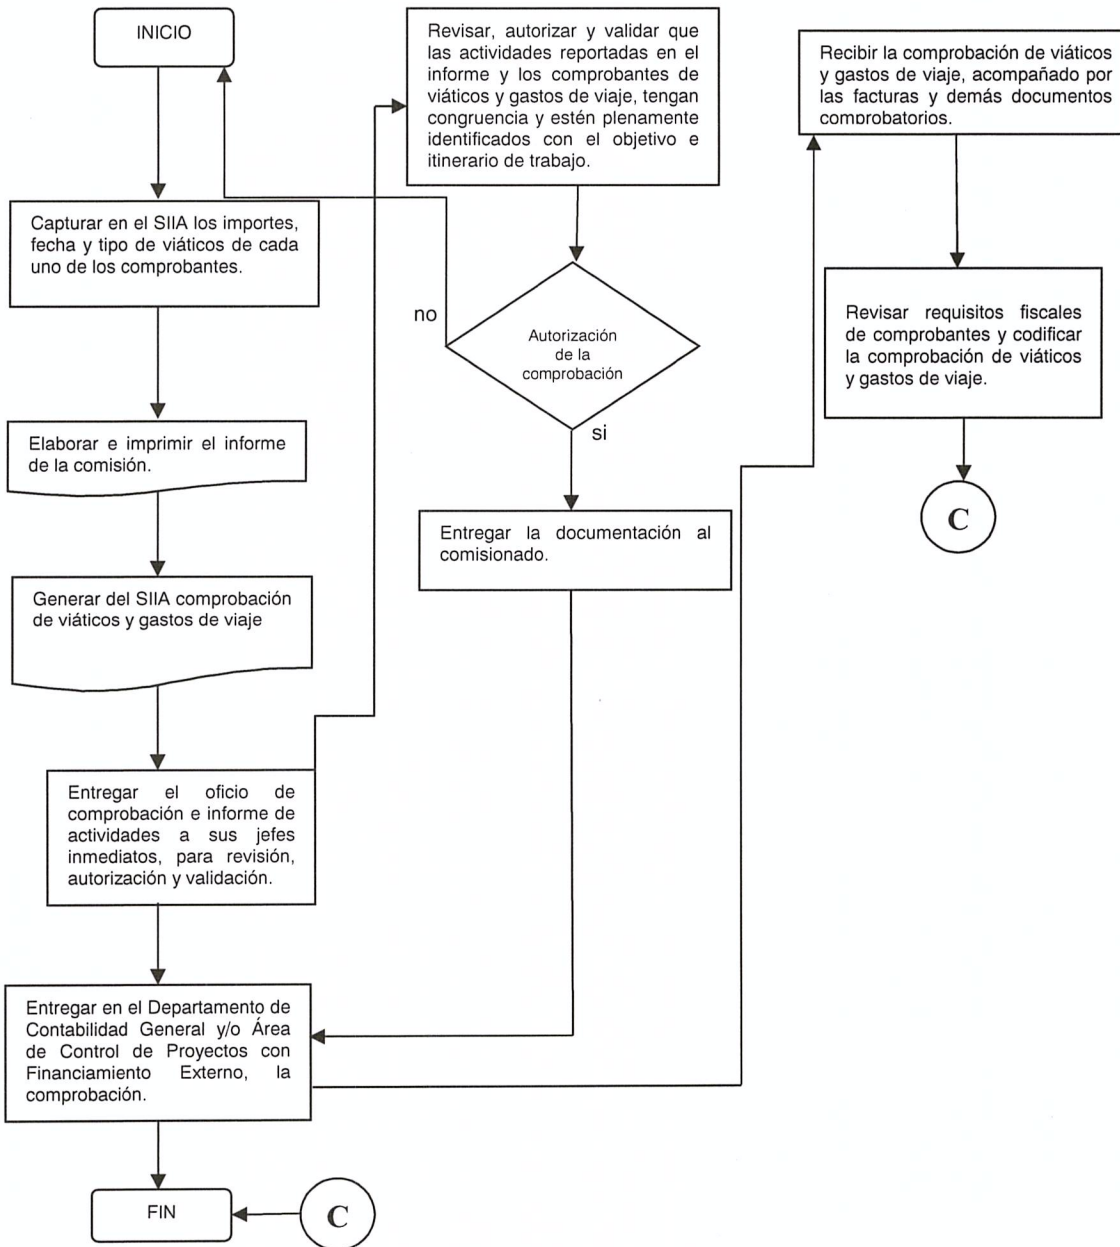 INICIO
Capturar en el SIIA los importes,
fecha y tipo de viáticos de cada
uno de los comprobantes.
Elaborar e imprimir el informe
de la comisión.
Generar del SIIA comprobación
de viáticos y gastos de viaje
Entregar el oficio de
comprobación e informe de
actividades a sus jefes
inmediatos, para revisión,
autorización y validación.
Entregar en el Departamento de
Contabilidad General y/o Área
de Control de Proyectos con
Financiamiento Externo, la
comprobación.
FIN
C
Revisar, autorizar y validar que
las actividades reportadas en el
informe y los comprobantes de
viáticos y gastos de viaje, tengan
congruencia y estén plenamente
identificados con el objetivo e
itinerario de trabajo.
no
Autorización
de la
comprobación
si
Entregar la documentación al
comisionado.
Recibir la comprobación de viáticos
y gastos de viaje, acompañado por
las facturas y demás documentos
comprobatorios.
Revisar requisitos fiscales
de comprobantes y codificar
la comprobación de viáticos
y gastos de viaje.
C